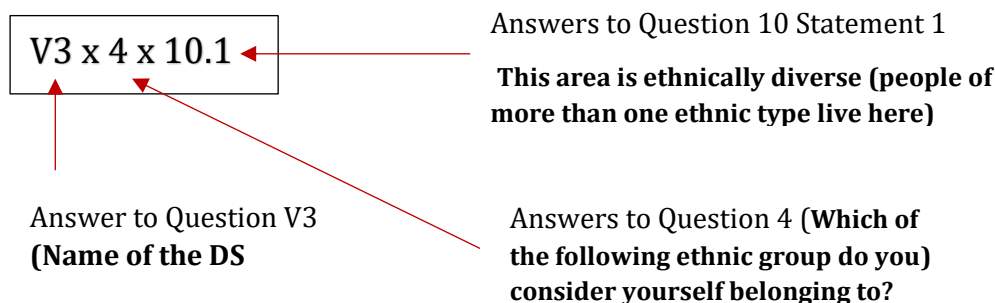 V3 x 4 x 10.1
Answers to Question 10 Statement 1
This area is ethnically diverse (people of
more than one ethnic type live here)
Answer to Question V3
(Name of the DS
Answers to Question 4 (Which of
the following ethnic group do you)
consider yourself belonging to?